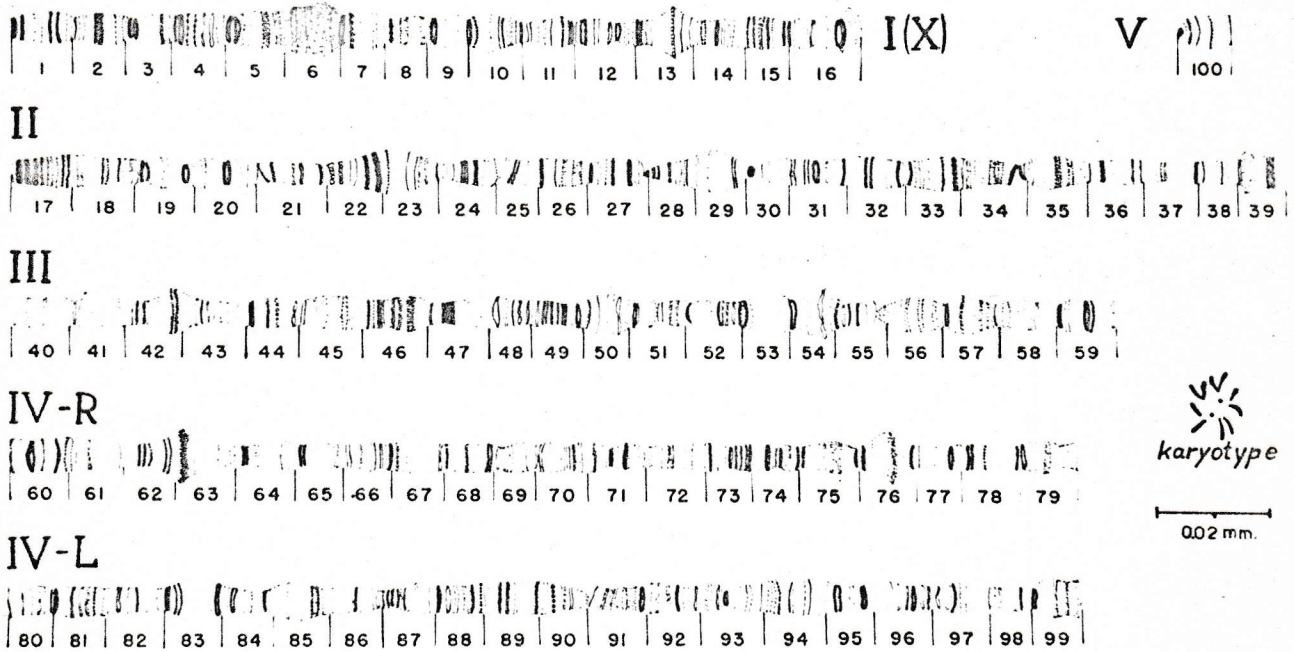 I(X) V
1 2 3 4 5 6 7 8 9 10 11 12 13 14 15 16 100
II
17 18 19 20 21 22 23 24 25 26 27 28 29 30 31 32 33 34 35 36 37 38 39
III
40 41 42 43 44 45 46 47 48 49 50 51 52 53 54 55 56 57 58 59
IV-R
60 61 62 63 64 65 66 67 68 69 70 71 72 73 74 75 76 77 78 79
karyotype
0.02 mm.
IV-L
80 81 82 83 84 85 86 87 88 89 90 91 92 93 94 95 96 97 98 99